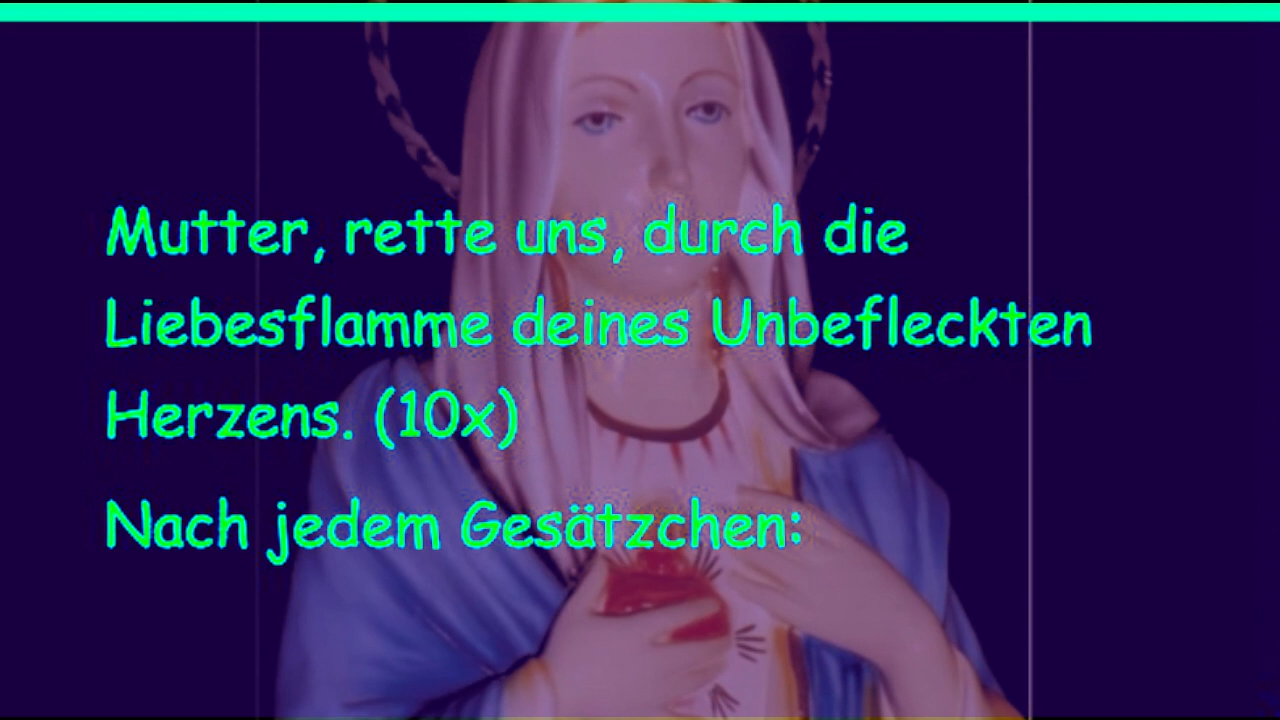 Mutter, rette uns, durch die
Liebesflamme deines Unbefleckten
Herzens. (10x)
Nach jedem Gesätzchen: